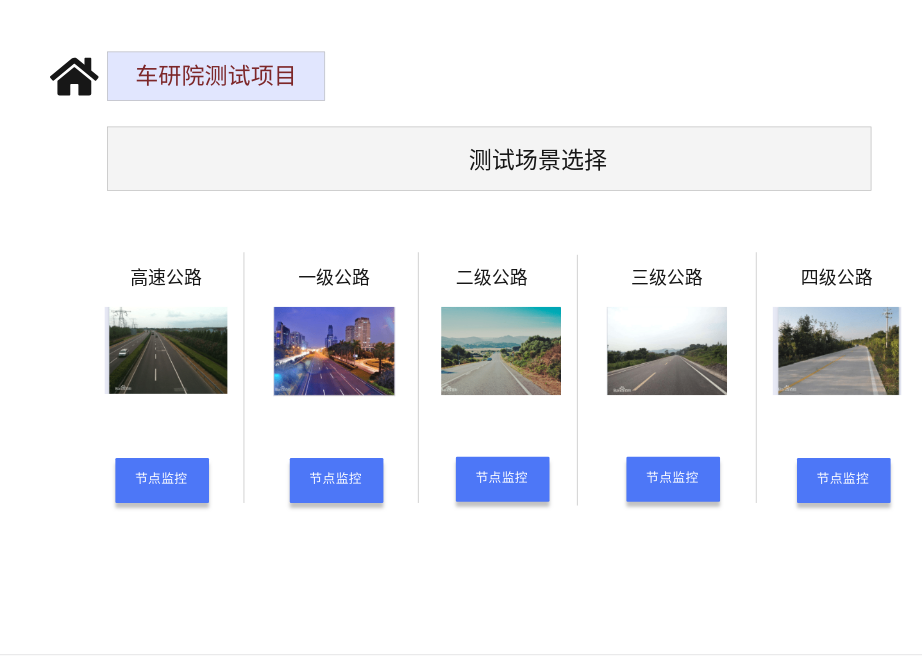 车研院测试项目
测试场景选择
高速公路
一级公路
二级公路
三级公路
四级公路
节点监控
节点监控
节点监控
节点监控
节点监控